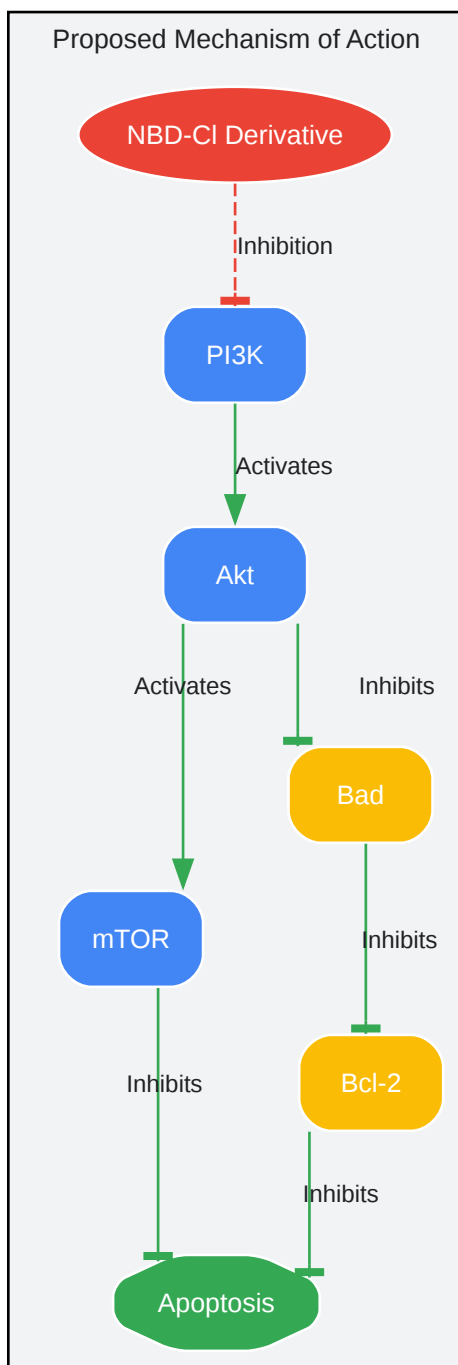 Proposed Mechanism of Action
NBD-Cl Derivative
Inhibition
PI3K
Activates
Akt
Activates
Inhibits
Bad
mTOR
Inhibits
Bcl-2
Inhibits
Inhibits
Apoptosis